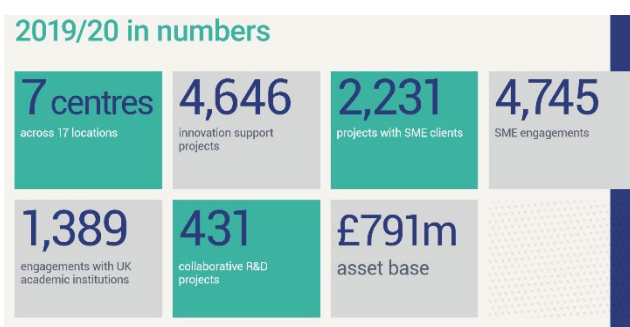 2019/20 in numbers
7 centres
across 17 locations
4,646
innovation support
projects
2,231
projects with SME clients
4,745
SME engagements
1,389
engagements with UK
academic institutions
431
collaborative R&D
projects
£791m
asset base